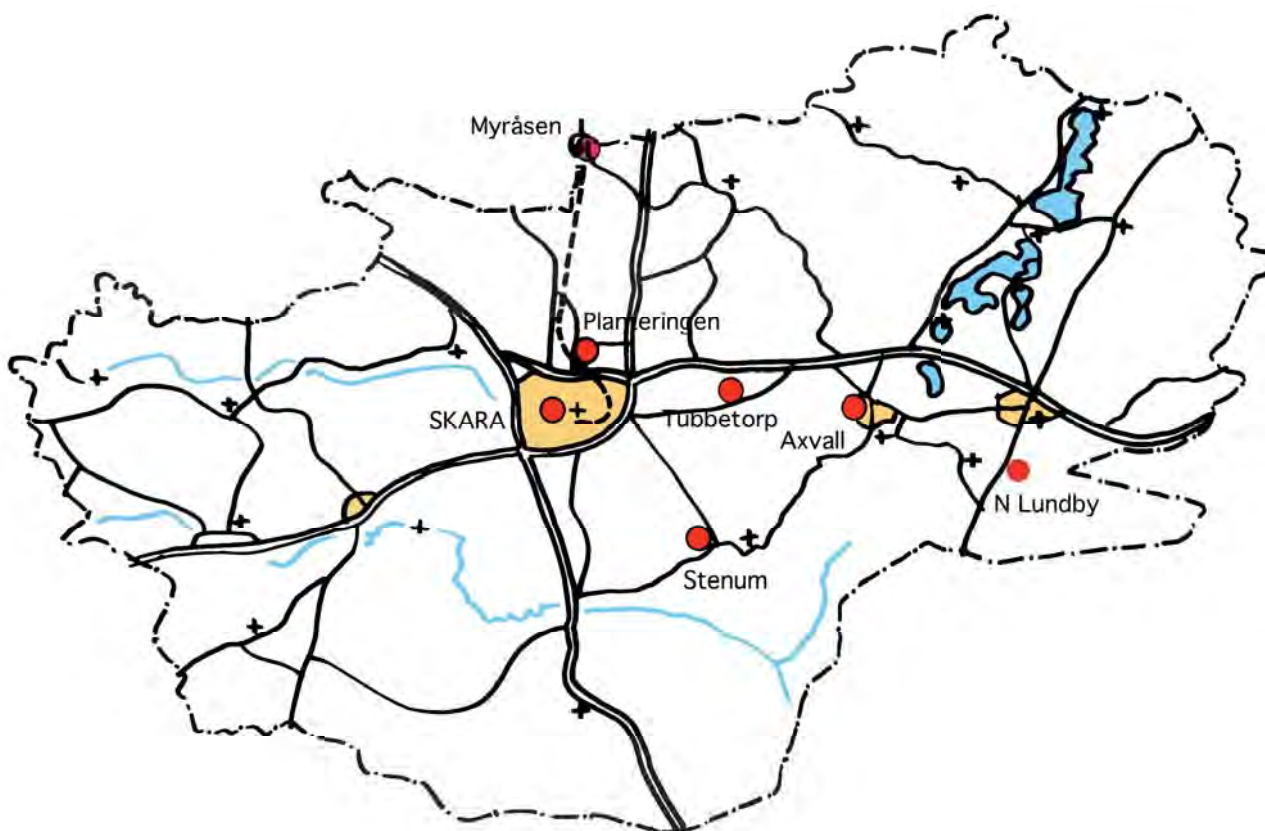 Myråsen
Planteringen
SKARA
Tubbetorp
Axvall
N Lundby
Stenum